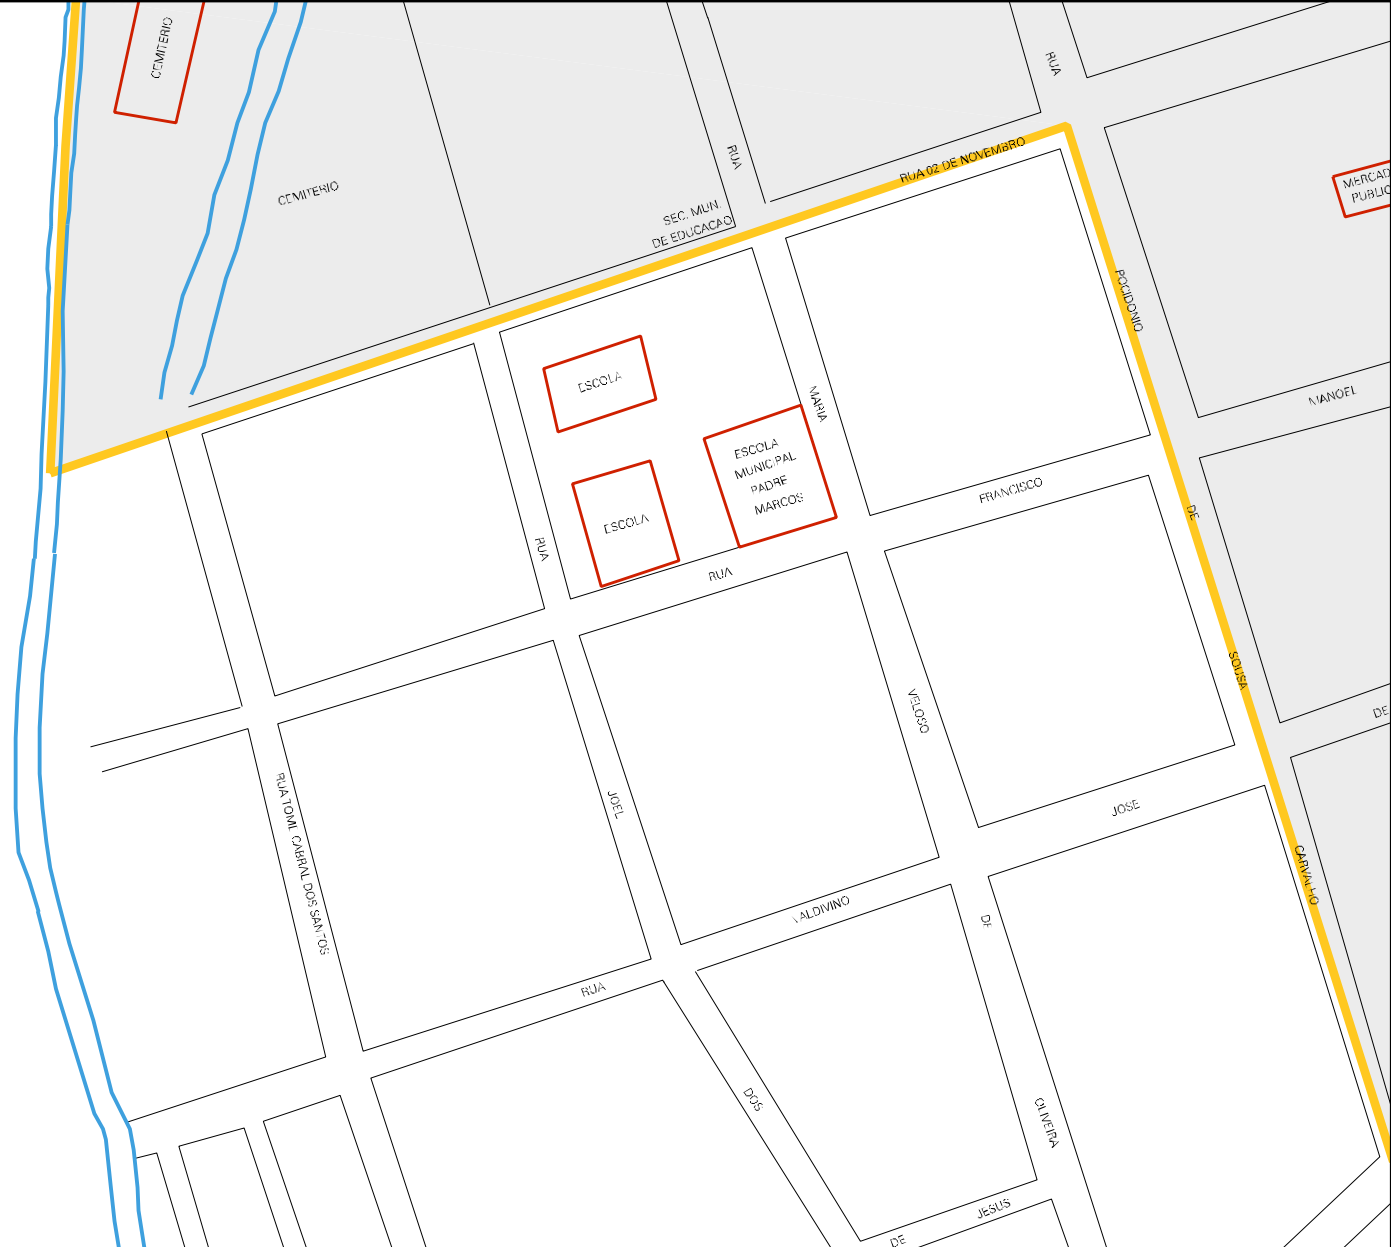 CEMITERIO
RUA
RUA
RUA 02 DE NOVEMBRO
CEMITERIO
MERCAD
PUBLIC
SEC. MUN.
DE EDUCACAO
POCIDONIO
ESCOLA
MARIA
MANOEL
ESCOLA
MUNICIPAL
PADRE
MARCOS
FRANCISCO
ESCOLA
DE
RUA
RUA
SOUSA
VELOSO
DE
RUA TOME CABRAL DOS SANTOS
JOEL
JOSE
CARVALHO
VALDIVINO
DE
RUA
DOS
OLIVEIRA
JESUS
DE